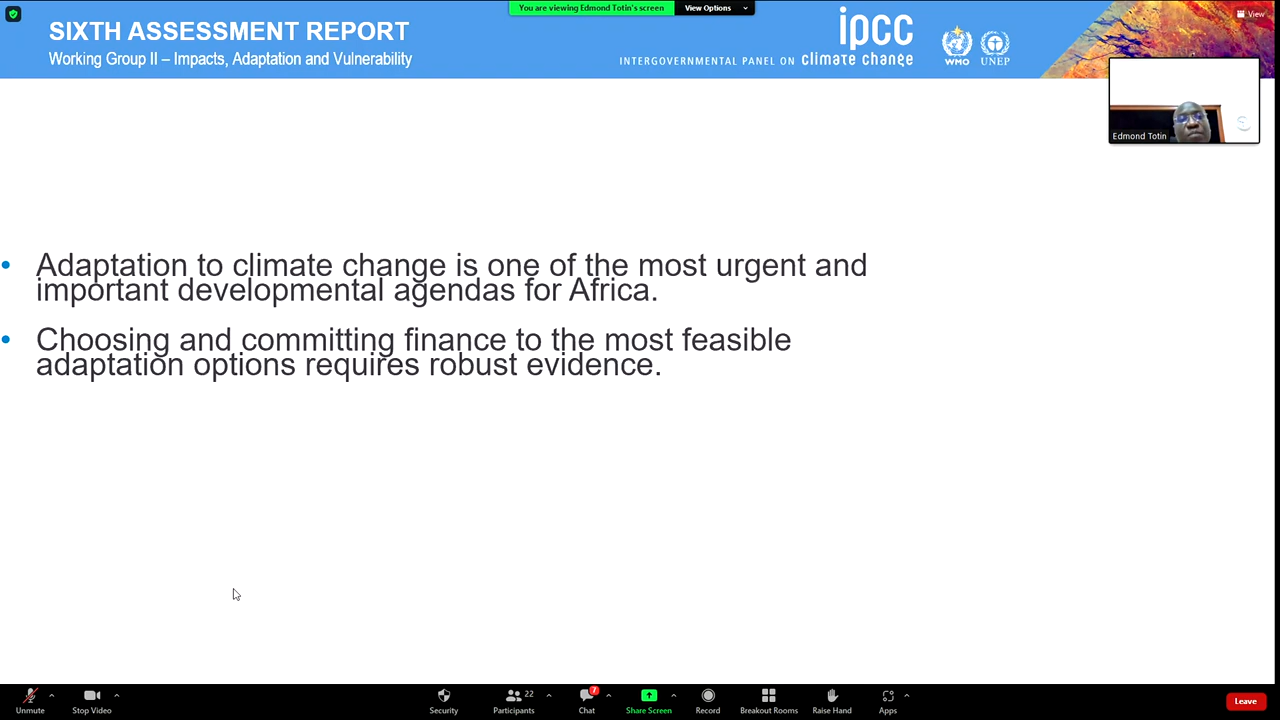 You are viewing Edmond Totin's screen
View Options
View
SIXTH ASSESSMENT REPORT
Working Group II – Impacts, Adaptation and Vulnerability
ipcc
INTERGOVERNMENTAL PANEL ON climate change
WMO
UNEP
Edmond Totin
• Adaptation to climate change is one of the most urgent and
important developmental agendas for Africa.
• Choosing and committing finance to the most feasible
adaptation options requires robust evidence.
Unmute
Stop Video
Security
22
Participants
7
Chat
Share Screen
Record
Breakout Rooms
Raise Hand
Apps
Leave